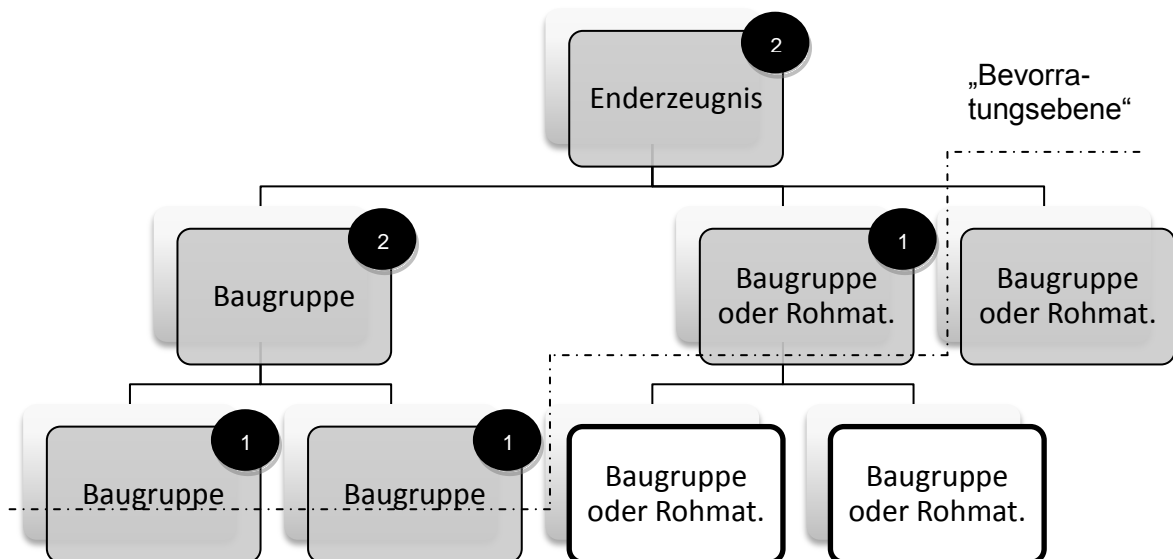 2
Enderzeugnis
„Bevorra-
tungsebene“
2
Baugruppe
1
Baugruppe
oder Rohmat.
Baugruppe
oder Rohmat.
1
Baugruppe
1
Baugruppe
Baugruppe
oder Rohmat.
Baugruppe
oder Rohmat.